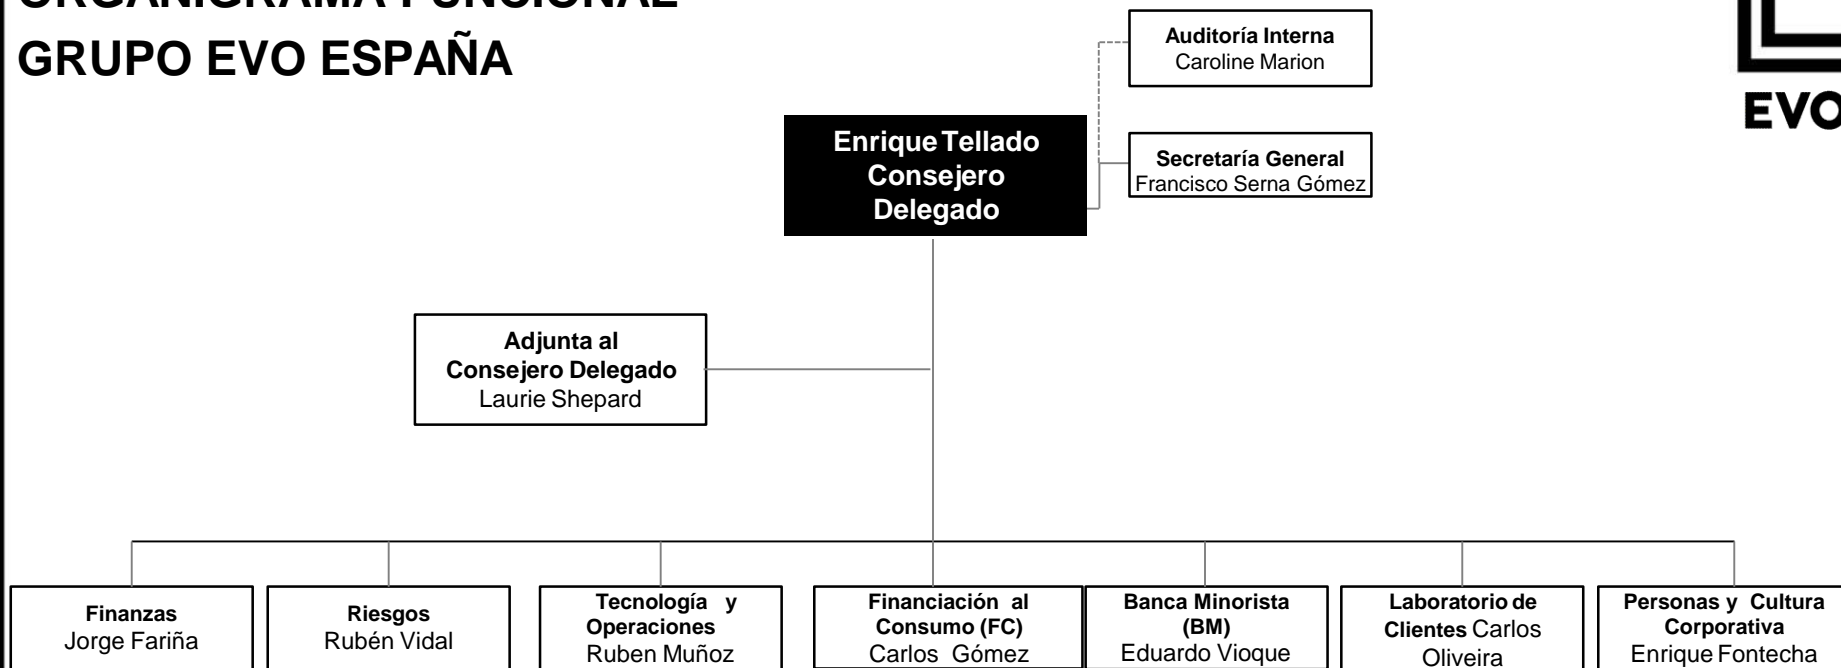 ORGANIGRAMA FUNCIONAL
GRUPO EVO ESPAÑA
EVO
Auditoría Interna
Caroline Marion
Enrique Tellado
Consejero
Delegado
Secretaría General
Francisco Serna Gómez
Adjunta al
Consejero Delegado
Laurie Shepard
Finanzas
Jorge Fariña
Riesgos
Rubén Vidal
Tecnología y
Operaciones
Ruben Muñoz
Financiación al
Consumo (FC)
Carlos Gómez
Banca Minorista
(BM)
Eduardo Vioque
Laboratorio de
Clientes Carlos
Oliveira
Personas y Cultura
Corporativa
Enrique Fontecha